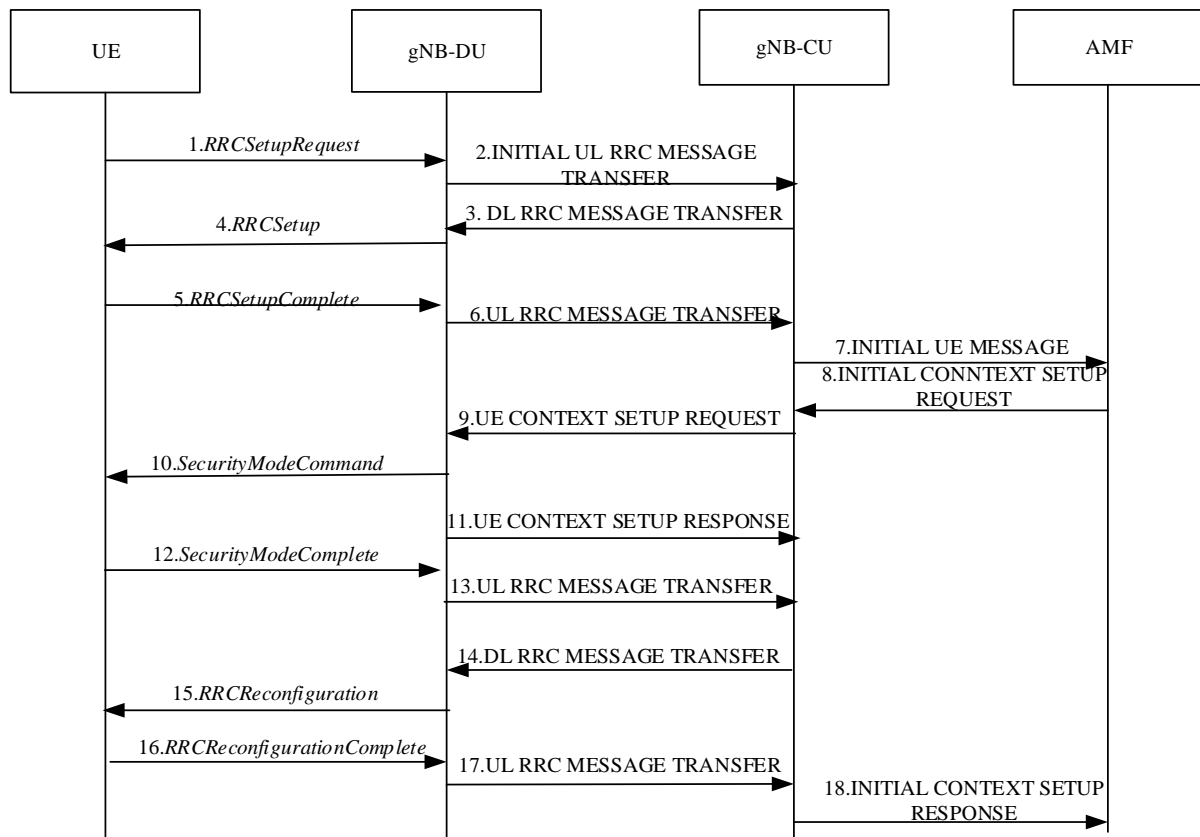 UE
gNB-DU
gNB-CU
AMF
1.RRCSetupRequest
2.INITIAL UL RRC MESSAGE
TRANSFER
3. DL RRC MESSAGE TRANSFER
4.RRCSetup
5.RRCSetupComplete
6.UL RRC MESSAGE TRANSFER
7.INITIAL UE MESSAGE
8.INITIAL CONNTEXT SETUP
REQUEST
9.UE CONTEXT SETUP REQUEST
10.SecurityModeCommand
11.UE CONTEXT SETUP RESPONSE
12.SecurityModeComplete
13.UL RRC MESSAGE TRANSFER
14.DL RRC MESSAGE TRANSFER
15.RRCReconfiguration
16.RRCReconfigurationComplete
17.UL RRC MESSAGE TRANSFER
18.INITIAL CONTEXT SETUP
RESPONSE